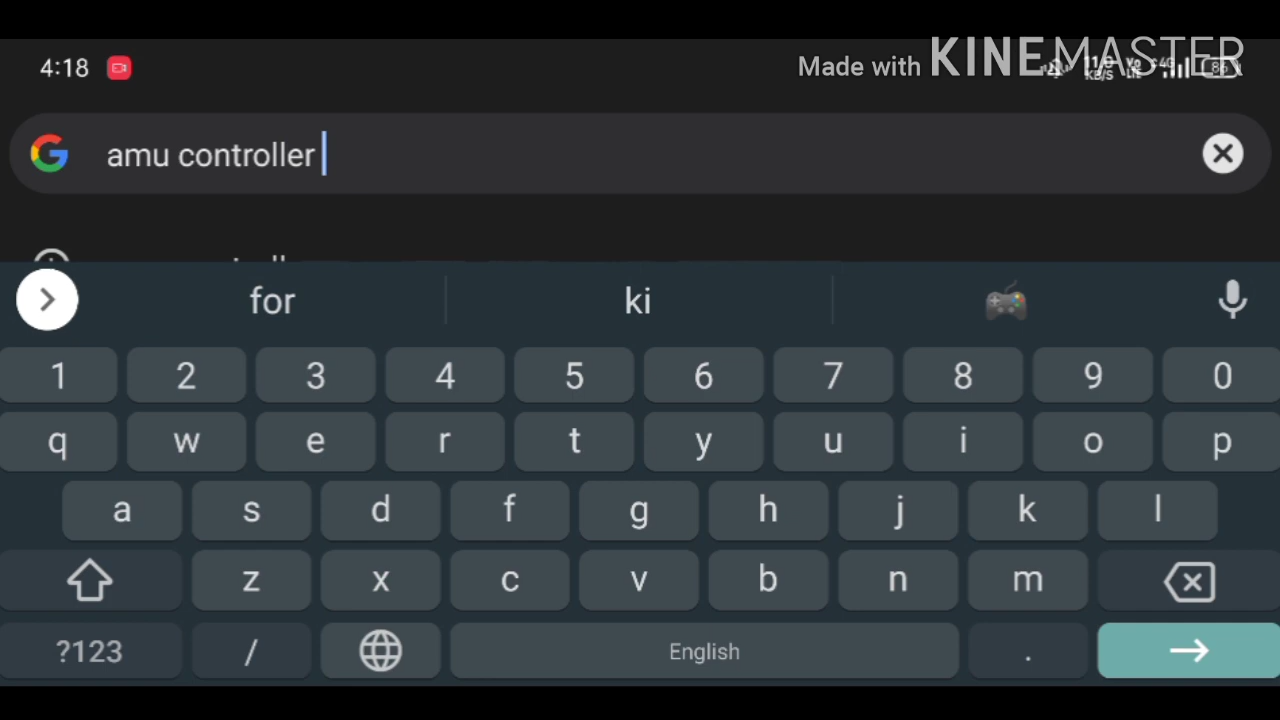 Made with KINEMASTER
4:18
amu controller
for ki
1 2 3 4 5 6 7 8 9 0
q w e r t y u i o p
a s d f g h j k l
z x c v b n m
?123 / English .